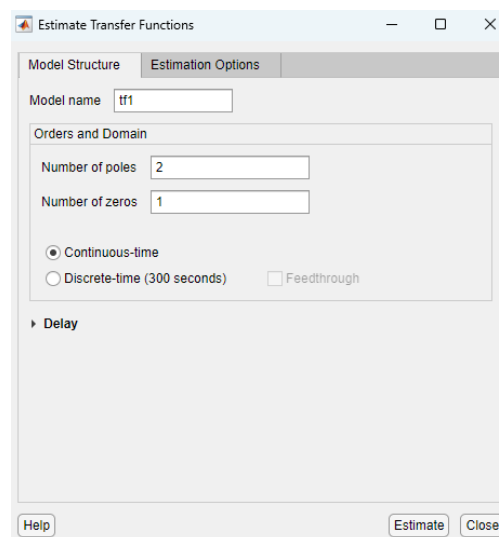 Estimate Transfer Functions
Model Structure Estimation Options
Model name tf1
Orders and Domain
Number of poles 2
Number of zeros 1
Continuous-time
Discrete-time (300 seconds) Feedthrough
Delay
Help Estimate Close